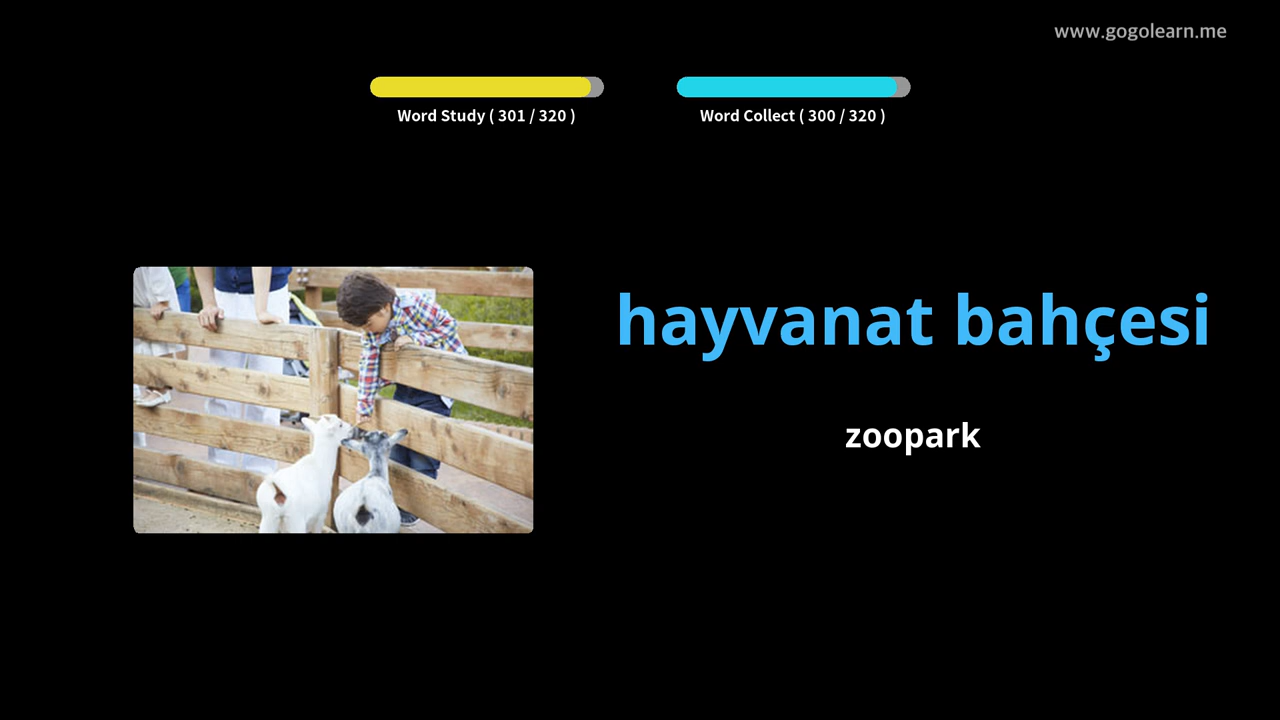 www.gogolearn.me
Word Study ( 301 / 320 )
Word Collect ( 300 / 320 )
hayvanat bahçesi
zoopark